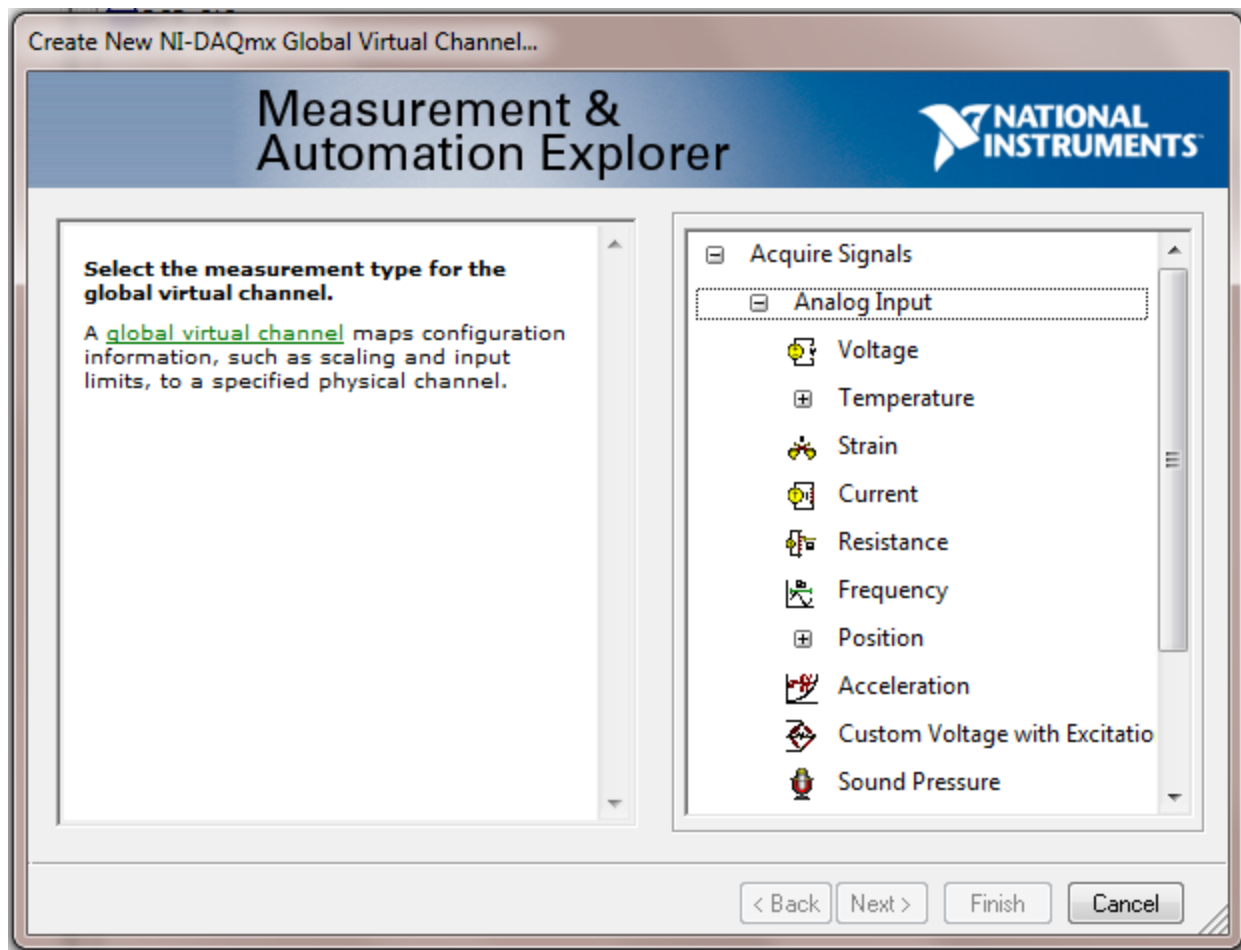 Create New NI-DAQmx Global Virtual Channel...
Measurement &
Automation Explorer
NATIONAL
INSTRUMENTS
Select the measurement type for the
global virtual channel.
A global virtual channel maps configuration
information, such as scaling and input
limits, to a specified physical channel.
Acquire Signals
Analog Input
Voltage
Temperature
Strain
Current
Resistance
Frequency
Position
Acceleration
Custom Voltage with Excitatio
Sound Pressure
< Back Next > Finish Cancel